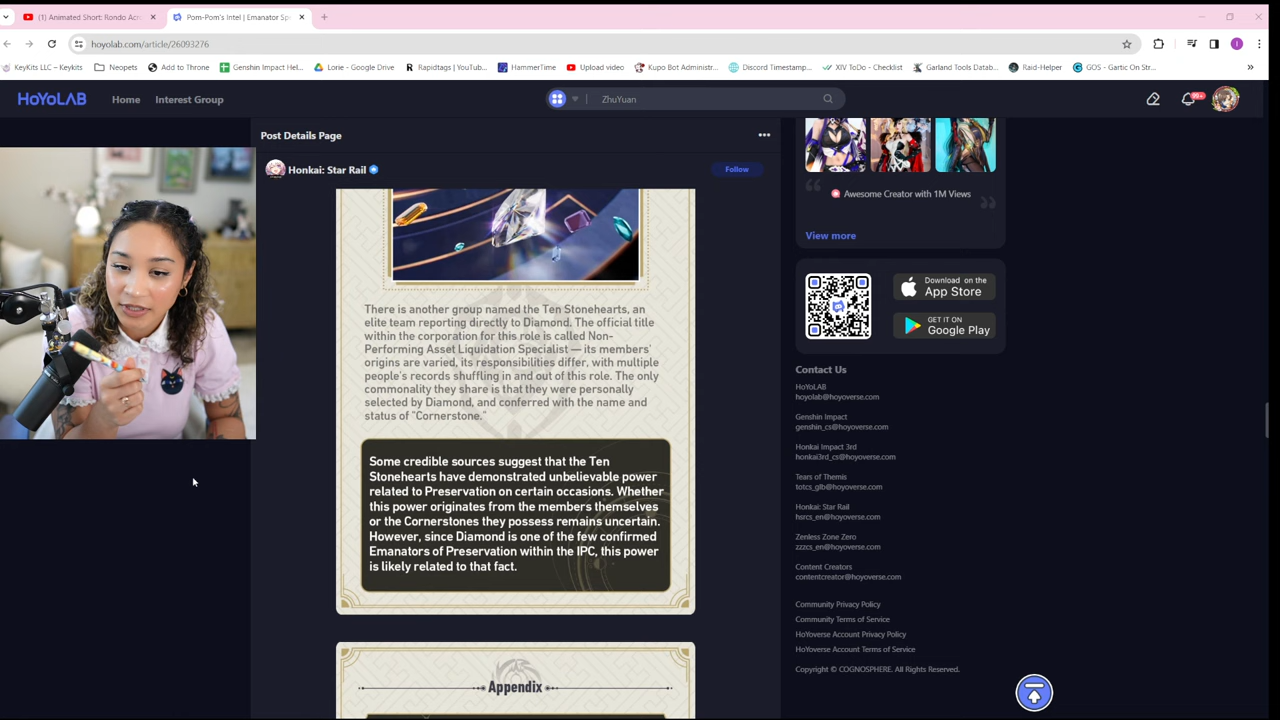 (1) Animated Short: Rondo Acro
Pom-Pom's Intel | Emanator Spe
hoyolab.com/article/26093276
KeyKits LLC – Keykits
Neopets
Add to Throne
Genshin Impact Hel...
Lorie - Google Drive
Rapidtags | YouTub...
HammerTime
Upload video
Kupo Bot Administr...
Discord Timestamp...
XIV ToDo - Checklist
Garland Tools Datab...
Raid-Helper
GOS - Gartic On Str...
HoYoLAB
Home
Interest Group
ZhuYuan
99+
Post Details Page
Honkai: Star Rail
Follow
There is another group named the Ten Stonehearts, an
elite team reporting directly to Diamond. The official title
within the corporation for this role is called Non-
Performing Asset Liquidation Specialist — its members'
origins are varied, its responsibilities differ, with multiple
people's records shuffling in and out of this role. The only
commonality they share is that they were personally
selected by Diamond, and conferred with the name and
status of "Cornerstone."
Some credible sources suggest that the Ten
Stonehearts have demonstrated unbelievable power
related to Preservation on certain occasions. Whether
this power originates from the members themselves
or the Cornerstones they possess remains uncertain.
However, since Diamond is one of the few confirmed
Emanators of Preservation within the IPC, this power
is likely related to that fact.
Appendix
Awesome Creator with 1M Views
View more
Download on the
App Store
GET IT ON
Google Play
Contact Us
HoYoLAB
hoyolab@hoyoverse.com
Genshin Impact
genshin_cs@hoyoverse.com
Honkai Impact 3rd
honkai3rd_cs@hoyoverse.com
Tears of Themis
totcs_glb@hoyoverse.com
Honkai: Star Rail
hsrcs_en@hoyoverse.com
Zenless Zone Zero
zzzcs_en@hoyoverse.com
Content Creators
contentcreator@hoyoverse.com
Community Privacy Policy
Community Terms of Service
HoYoverse Account Privacy Policy
HoYoverse Account Terms of Service
Copyright © COGNOSPHERE. All Rights Reserved.